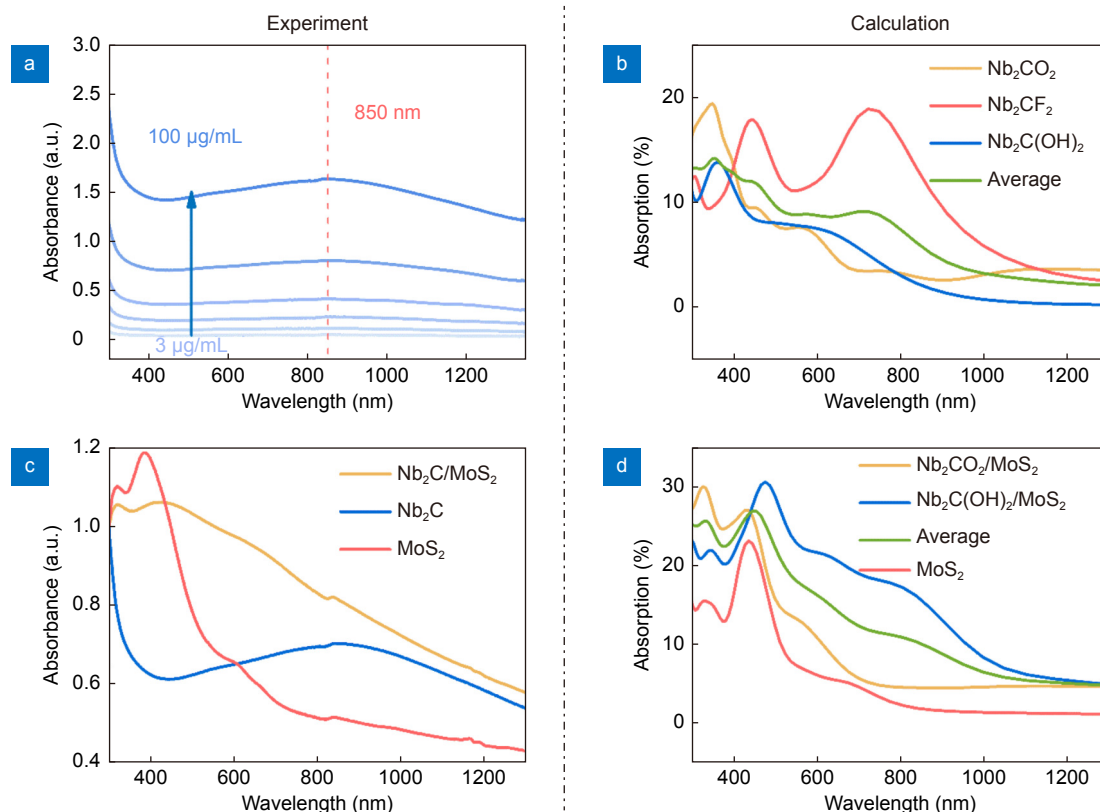 Experiment
Calculation
a
3.0
2.5
2.0
1.5
1.0
0.5
0
Absorbance (a.u.)
100 μg/mL
850 nm
3 μg/mL
400
600
800
1000
1200
Wavelength (nm)
b
20
10
0
Absorption (%)
Nb₂CO₂
Nb₂CF₂
Nb₂C(OH)₂
Average
400
600
800
1000
1200
Wavelength (nm)
c
1.2
1.0
0.8
0.6
0.4
Absorbance (a.u.)
Nb₂C/MoS₂
Nb₂C
MoS₂
400
600
800
1000
1200
Wavelength (nm)
d
30
20
10
0
Absorption (%)
Nb₂CO₂/MoS₂
Nb₂C(OH)₂/MoS₂
Average
MoS₂
400
600
800
1000
1200
Wavelength (nm)